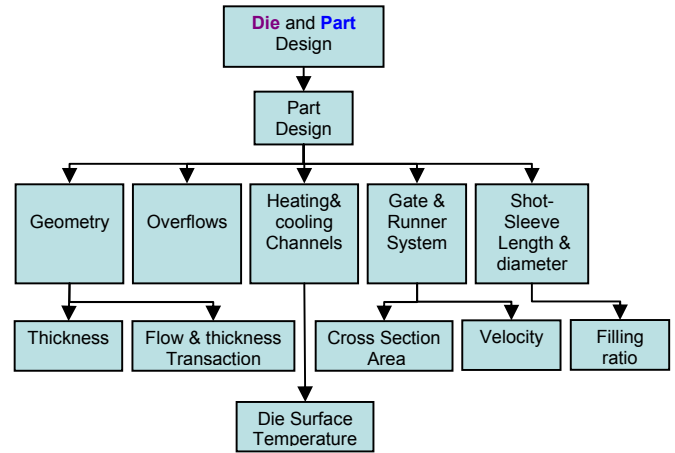 Die and Part
Design
Part
Design
Geometry
Overflows
Heating&
cooling
Channels
Gate &
Runner
System
Shot-
Sleeve
Length &
diameter
Thickness
Flow & thickness
Transaction
Cross Section
Area
Velocity
Filling
ratio
Die Surface
Temperature